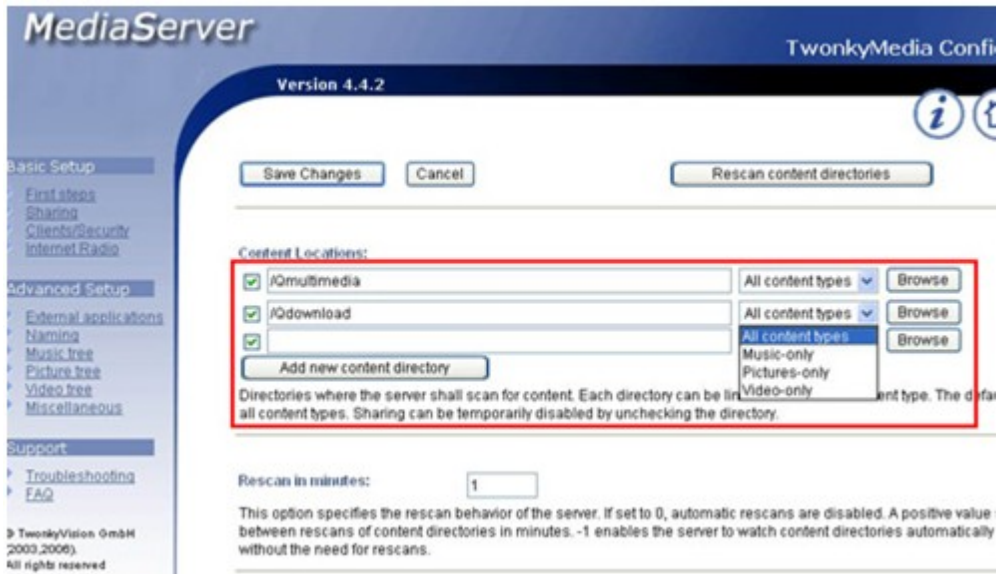 MediaServer
TwonkyMedia Confi
Version 4.4.2
Basic Setup
First steps
Sharing
Clients/Security
Internet Radio
Advanced Setup
External applications
Naming
Music tree
Picture tree
Video tree
Miscellaneous
Support
Troubleshooting
FAQ
© TwonkyVision GmbH
(2003,2006).
All rights reserved
Save Changes
Cancel
Rescan content directories
Content Locations:
/Qmultimedia
All content types
Browse
/Qdownload
All content types
Browse
All content types
Browse
Music-only
Pictures-only
Video-only
Add new content directory
Directories where the server shall scan for content. Each directory can be lin ent type. The defau
all content types. Sharing can be temporarily disabled by unchecking the directory.
Rescan in minutes:
1
This option specifies the rescan behavior of the server. If set to 0, automatic rescans are disabled. A positive value
between rescans of content directories in minutes. -1 enables the server to watch content directories automatically
without the need for rescans.